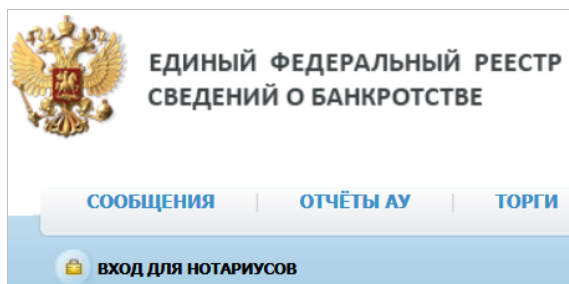 ЕДИНЫЙ ФЕДЕРАЛЬНЫЙ РЕЕСТР
СВЕДЕНИЙ О БАНКРОТСТВЕ
СООБЩЕНИЯ ОТЧЁТЫ АУ ТОРГИ
ВХОД ДЛЯ НОТАРИУСОВ